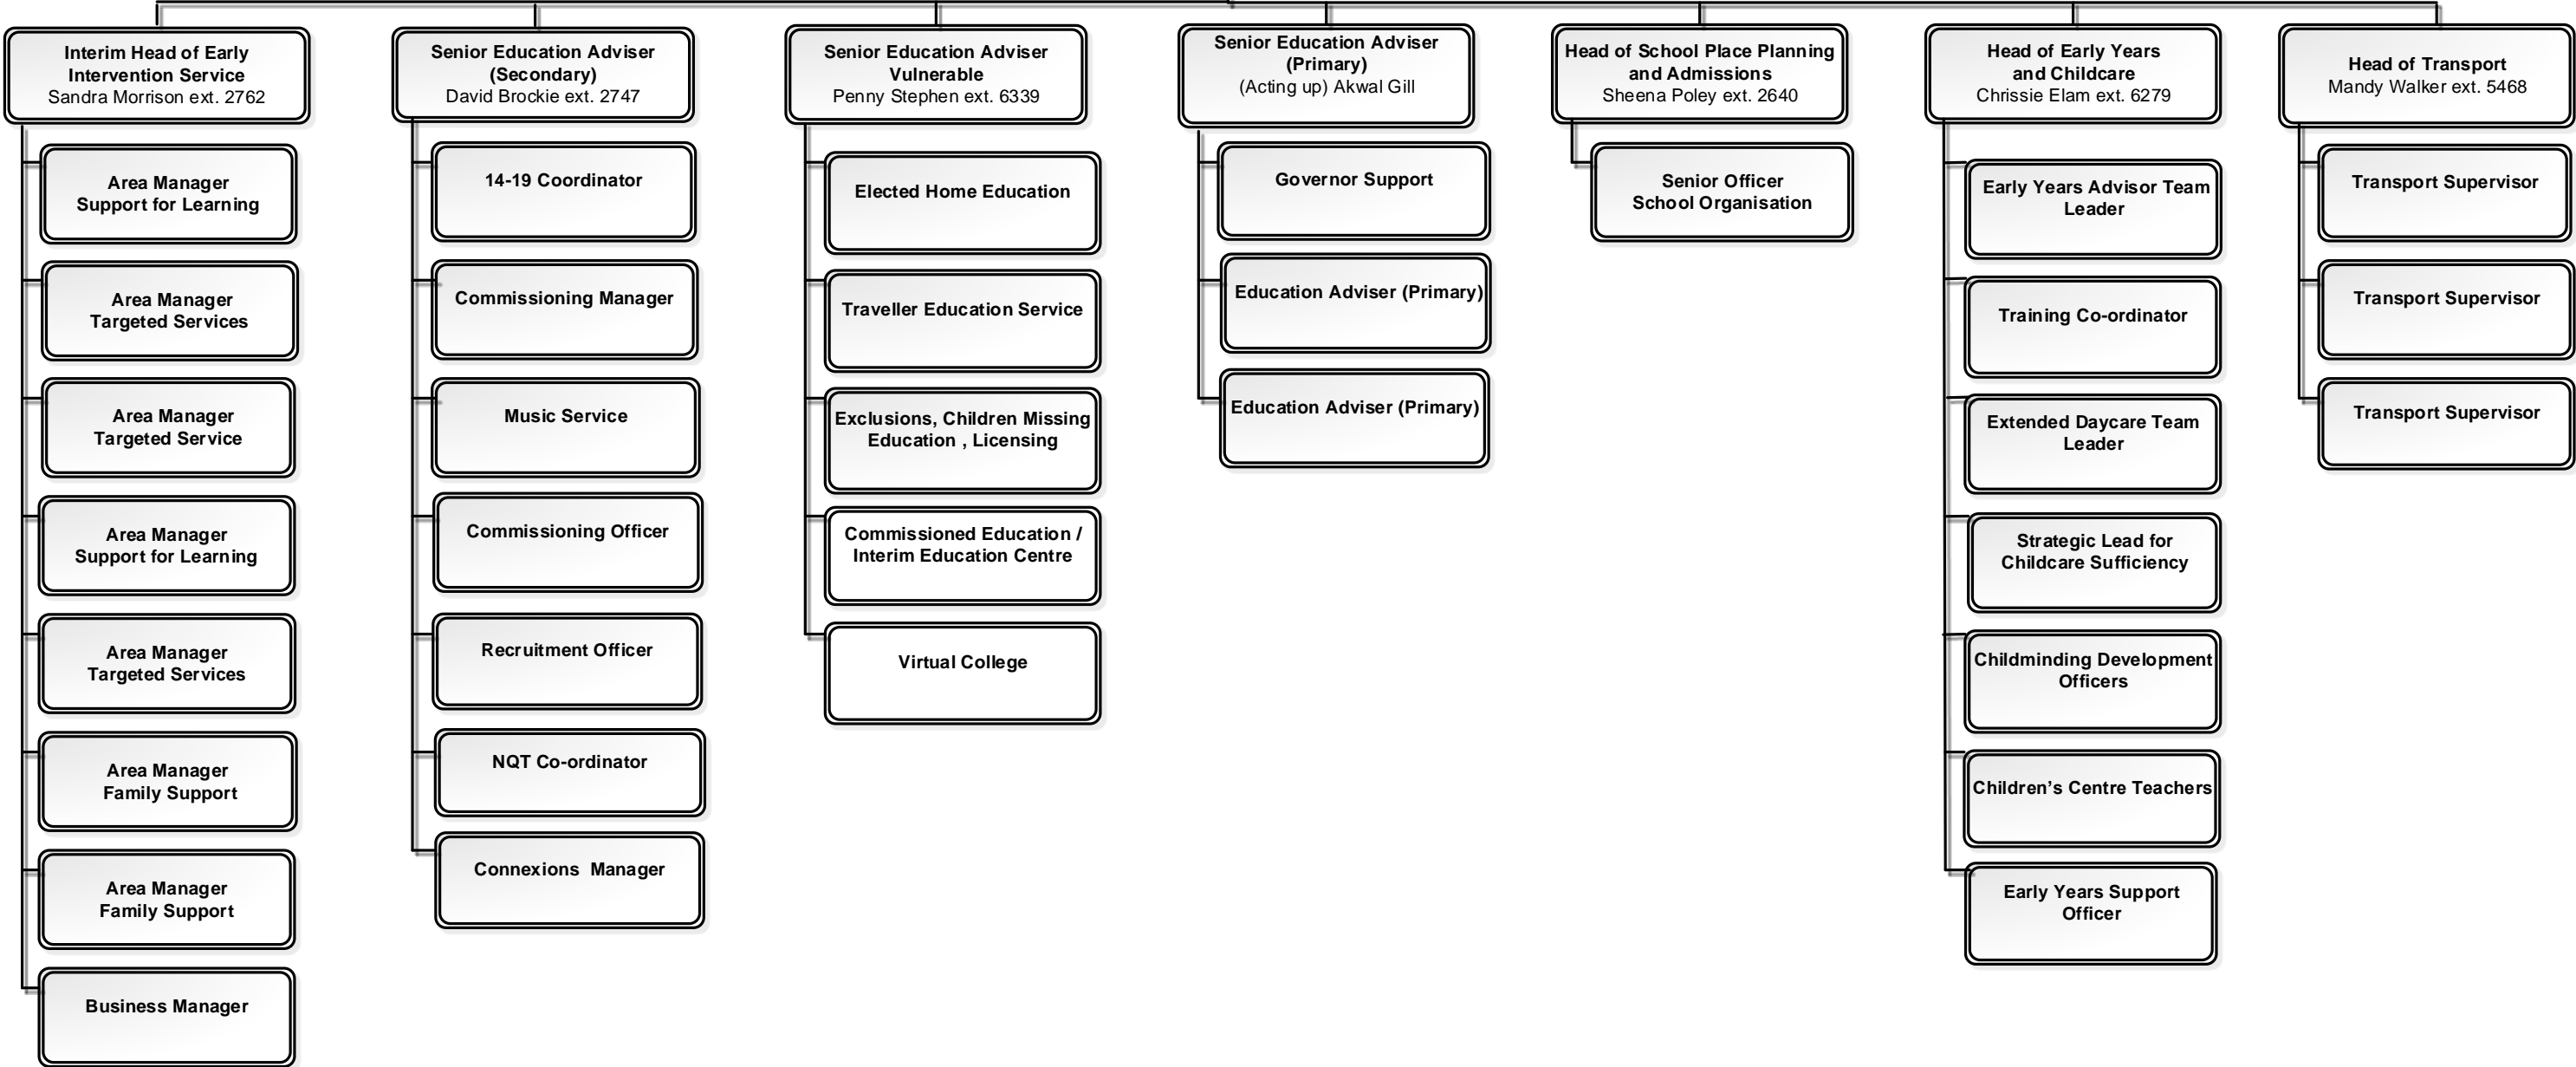 Interim Head of Early
Intervention Service
Sandra Morrison ext. 2762
Area Manager
Support for Learning
Area Manager
Targeted Services
Area Manager
Targeted Service
Area Manager
Support for Learning
Area Manager
Targeted Services
Area Manager
Family Support
Area Manager
Family Support
Business Manager
Senior Education Adviser
(Secondary)
David Brockie ext. 2747
14-19 Coordinator
Commissioning Manager
Music Service
Commissioning Officer
Recruitment Officer
NQT Co-ordinator
Connexions Manager
Senior Education Adviser
Vulnerable
Penny Stephen ext. 6339
Elected Home Education
Traveller Education Service
Exclusions, Children Missing
Education , Licensing
Commissioned Education /
Interim Education Centre
Virtual College
Senior Education Adviser
(Primary)
(Acting up) Akwal Gill
Governor Support
Education Adviser (Primary)
Education Adviser (Primary)
Head of School Place Planning
and Admissions
Sheena Poley ext. 2640
Senior Officer
School Organisation
Head of Early Years
and Childcare
Chrissie Elam ext. 6279
Early Years Advisor Team
Leader
Training Co-ordinator
Extended Daycare Team
Leader
Strategic Lead for
Childcare Sufficiency
Childminding Development
Officers
Children’s Centre Teachers
Early Years Support
Officer
Head of Transport
Mandy Walker ext. 5468
Transport Supervisor
Transport Supervisor
Transport Supervisor